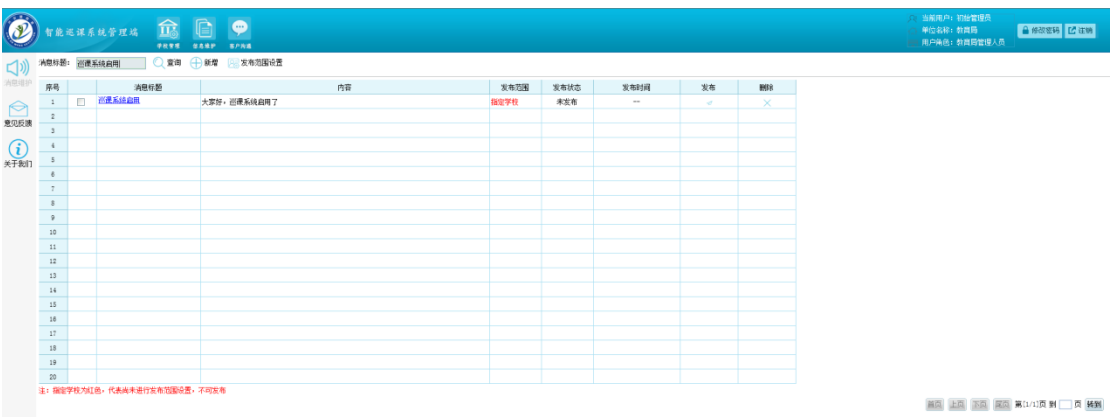 智能巡课系统管理端
学校管理 信息维护 客户沟通
当前用户：初始管理员
单位名称：教育局
用户角色：教育局管理人员
修改密码 注销
消息维护
意见反馈
关于我们
消息标题： 巡课系统启用 查询 新增 发布范围设置
序号 消息标题 内容 发布范围 发布状态 发布时间 发布 删除
1 巡课系统启用 大家好，巡课系统启用了 指定学校 未发布 --
2
3
4
5
6
7
8
9
10
11
12
13
14
15
16
17
18
19
20
注：指定学校为红色，代表尚未进行发布范围设置，不可发布
首页 上页 下页 尾页 第[1/1]页 到 页 转到